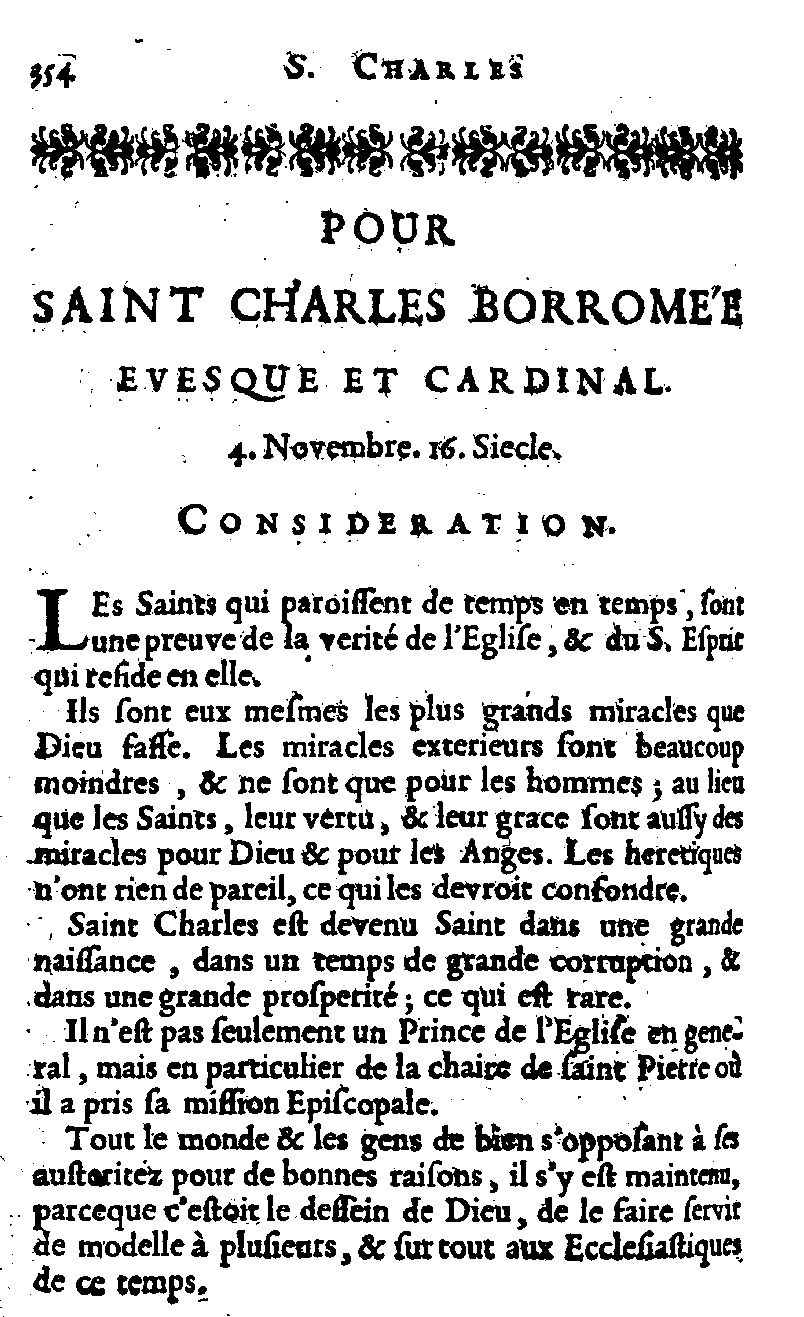 354 S. CHARLES
POUR
SAINT CHARLES BORROMÉE
EVESQUE ET CARDINAL.
4. Novembre. 16. Siecle.
CONSIDERATION.
LEs Saints qui paroiſſent de temps en temps, ſont
une preuve de la verité de l'Egliſe, & du S. Eſprit
qui reſide en elle.
Ils ſont eux meſmes les plus grands miracles que
Dieu faſſe. Les miracles exterieurs ſont beaucoup
moindres, & ne ſont que pour les hommes; au lieu
que les Saints, leur vertu, & leur grace ſont auſſy des
miracles pour Dieu & pour les Anges. Les heretiques
n'ont rien de pareil, ce qui les devroit confondre.
Saint Charles eſt devenu Saint dans une grande
naiſſance, dans un temps de grande corruption, &
dans une grande proſperité; ce qui eſt rare.
Il n'eſt pas ſeulement un Prince de l'Egliſe en gene-
ral, mais en particulier de la chaire de ſaint Pierre où
il a pris ſa miſſion Epiſcopale.
Tout le monde & les gens de bien s'oppoſant à ſes
auſtaritez pour de bonnes raiſons, il s'y eſt maintenu,
parceque c'eſtoit le deſſein de Dieu, de le faire ſervir
de modelle à pluſieurs, & ſur tout aux Eccleſiaſtiques
de ce temps.